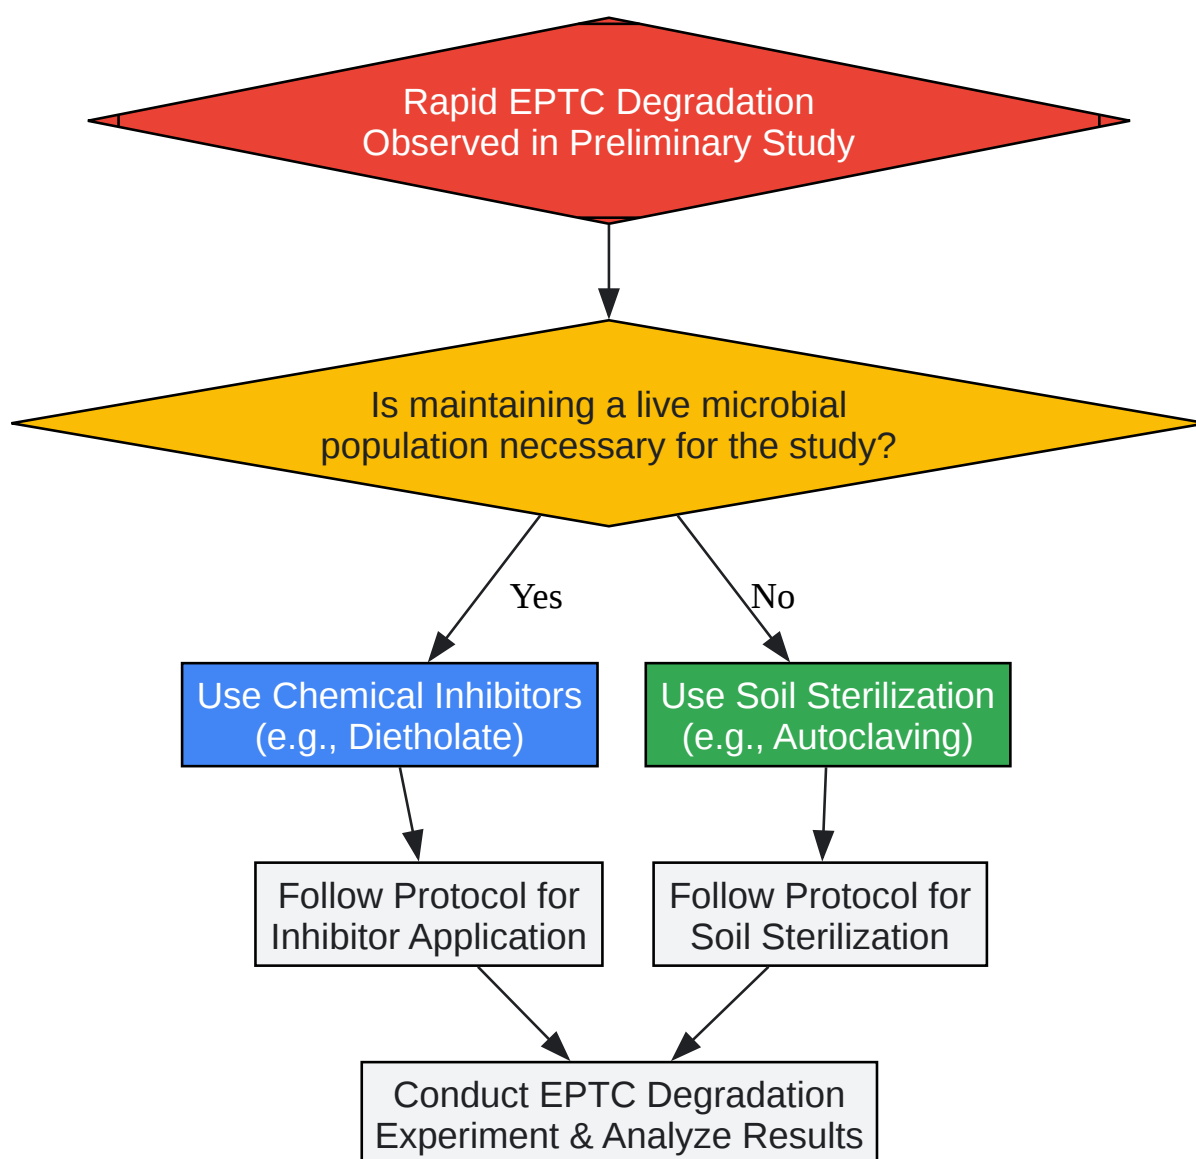 Rapid EPTC Degradation
Observed in Preliminary Study
Is maintaining a live microbial
population necessary for the study?
Yes
No
Use Chemical Inhibitors
(e.g., Dietholate)
Use Soil Sterilization
(e.g., Autoclaving)
Follow Protocol for
Inhibitor Application
Follow Protocol for
Soil Sterilization
Conduct EPTC Degradation
Experiment & Analyze Results